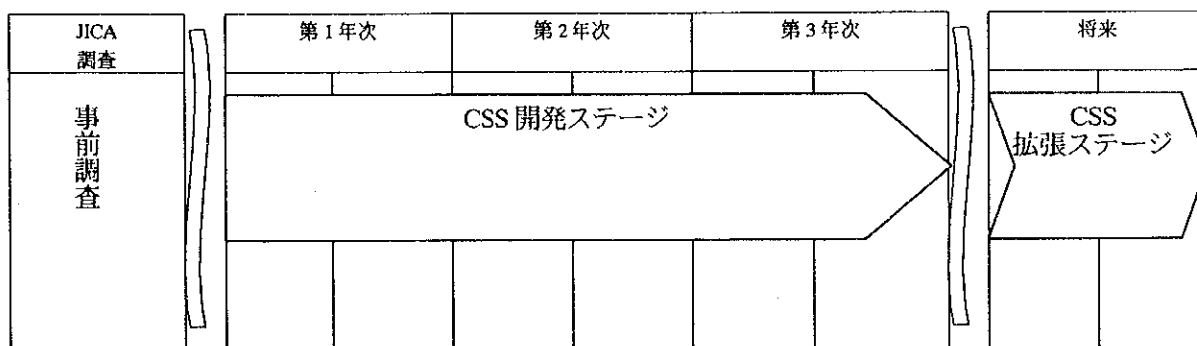 JICA
調査
第1年次
第2年次
第3年次
将来
事前調査
CSS 開発ステージ
CSS
拡張ステージ